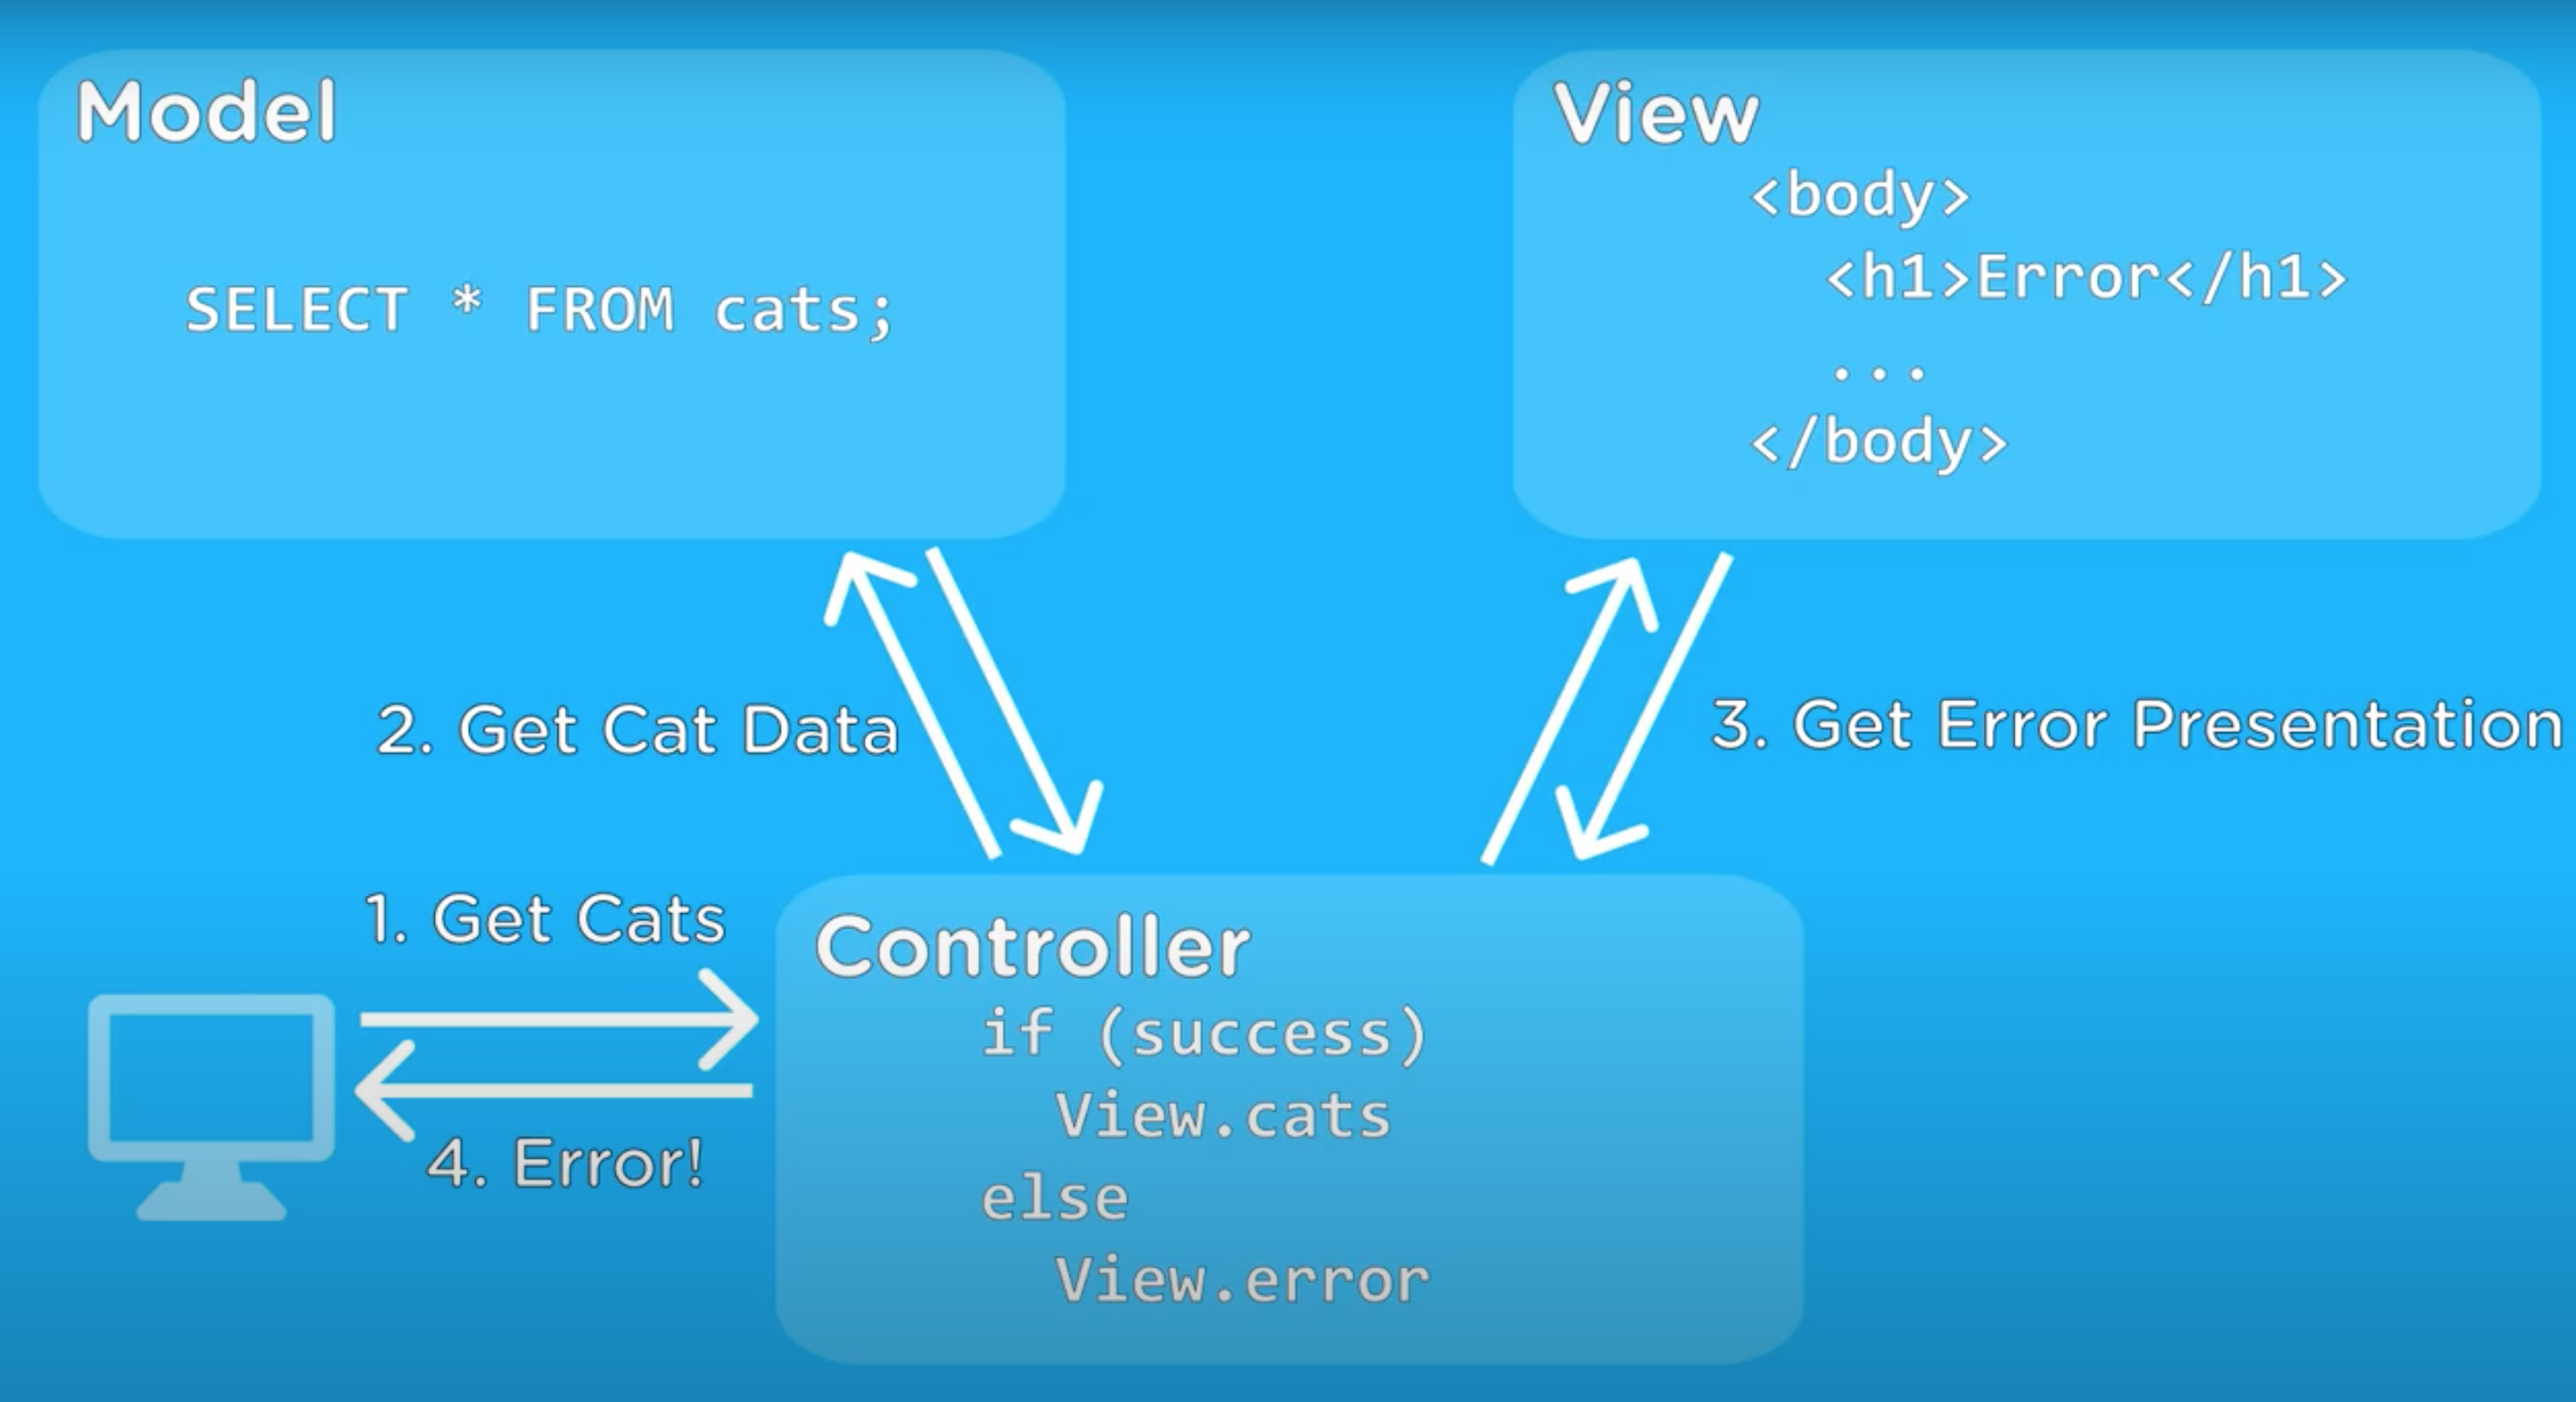 Model
SELECT * FROM cats;
View
<body>
<h1>Error</h1>
...
</body>
2. Get Cat Data
3. Get Error Presentation
1. Get Cats
4. Error!
Controller
if (success)
View.cats
else
View.error